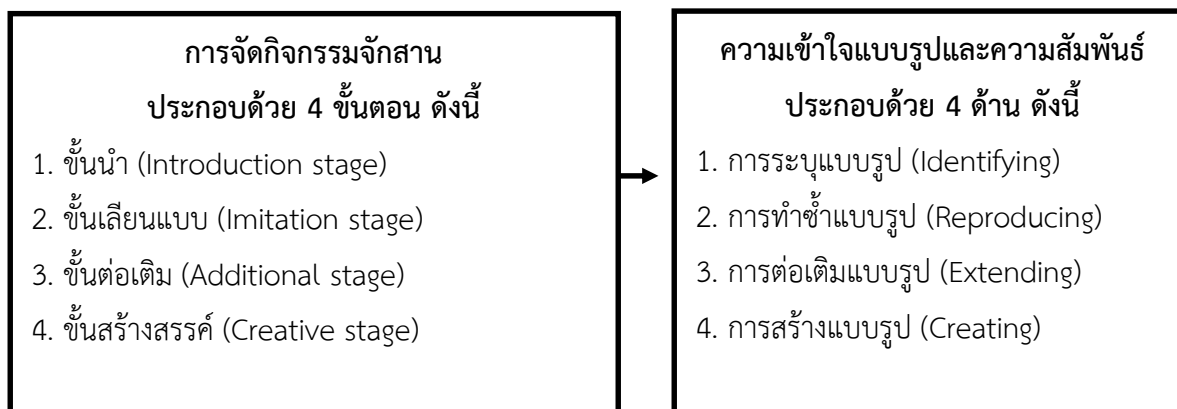 การจัดกิจกรรมจักสาน
ประกอบด้วย 4 ขั้นตอน ดังนี้
1. ขั้นนำ (Introduction stage)
2. ขั้นเลียนแบบ (Imitation stage)
3. ขั้นต่อเติม (Additional stage)
4. ขั้นสร้างสรรค์ (Creative stage)
ความเข้าใจแบบรูปและความสัมพันธ์
ประกอบด้วย 4 ด้าน ดังนี้
1. การระบุแบบรูป (Identifying)
2. การทำซ้ำแบบรูป (Reproducing)
3. การต่อเติมแบบรูป (Extending)
4. การสร้างแบบรูป (Creating)